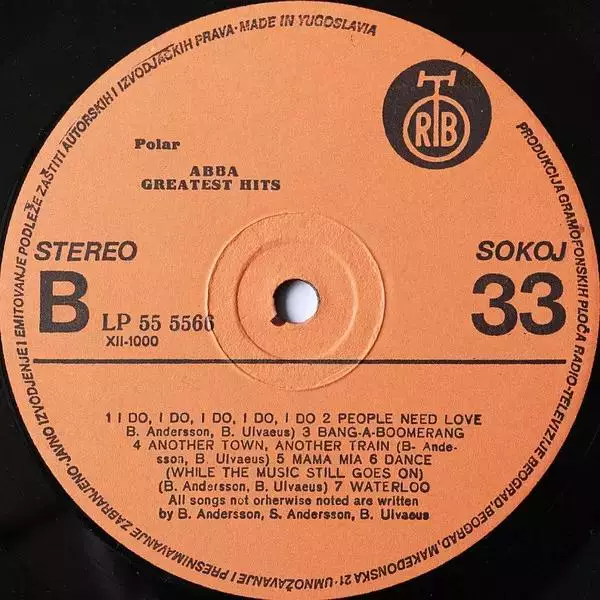 JAVNO IZVODJENJE I EMITOVANJE PODLEŽE ZAŠTITI AUTORSKIH I IZVODJAČKIH PRAVA · MADE IN YUGOSLAVIA
RTB
Polar
ABBA
GREATEST HITS
STEREO
SOKOJ
B
LP 55 5566
33
XII-1000
1 I DO, I DO, I DO, I DO, I DO 2 PEOPLE NEED LOVE
B. Andersson, B. Ulvaeus) 3 BANG-A-BOOMERANG
4 ANOTHER TOWN, ANOTHER TRAIN (B- Ande-
sson, B. Ulvaeus) 5 MAMA MIA 6 DANCE
(WHILE THE MUSIC STILL GOES ON)
(B. Andersson, B. Ulvaeus) 7 WATERLOO
All songs not orherwise noted are written
by B. Andersson, S. Andersson, B. Ulvaeus
PRODUKCIJA GRAMOFONSKIH PLOČA RADIO-TELEVIZIJE BEOGRAD, BEOGRAD, MAKEDONSKA 21 · UMNOŽAVANJE I PRESNIMAVANJE ZABRANJENO ·